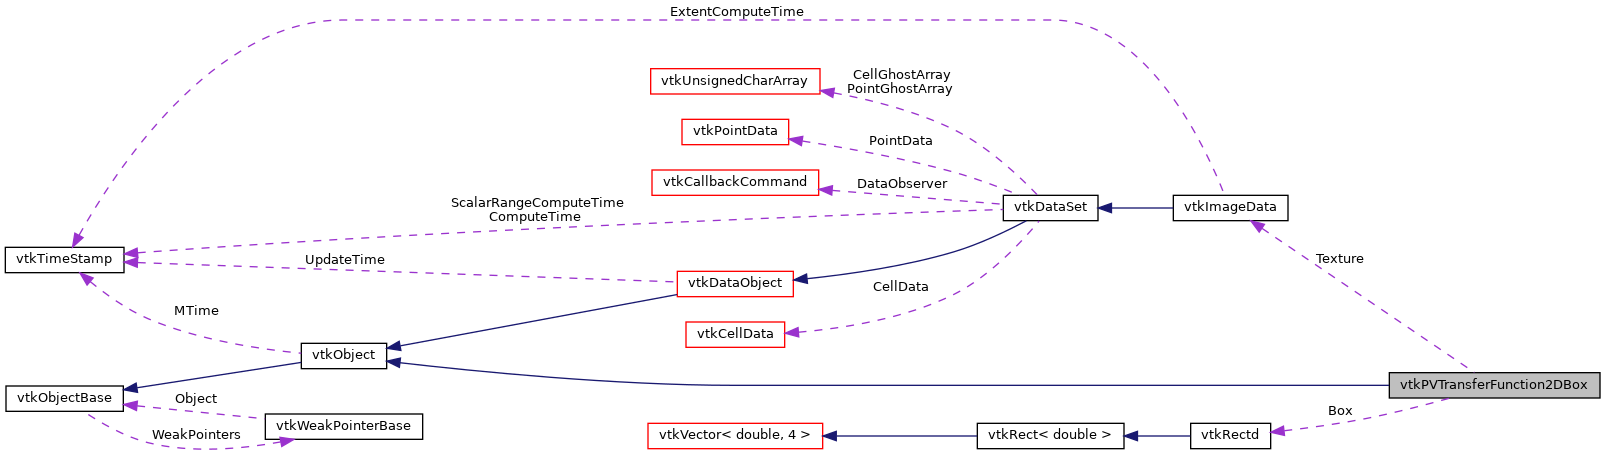 ExtentComputeTime
vtkUnsignedCharArray
CellGhostArray
PointGhostArray
vtkPointData
PointData
vtkCallbackCommand
DataObserver
ScalarRangeComputeTime
ComputeTime
vtkDataSet
vtkImageData
vtkTimeStamp
UpdateTime
vtkDataObject
CellData
Texture
MTime
vtkCellData
vtkObject
vtkPVTransferFunction2DBox
vtkObjectBase
Object
vtkWeakPointerBase
WeakPointers
vtkVector< double, 4 >
vtkRect< double >
vtkRectd
Box